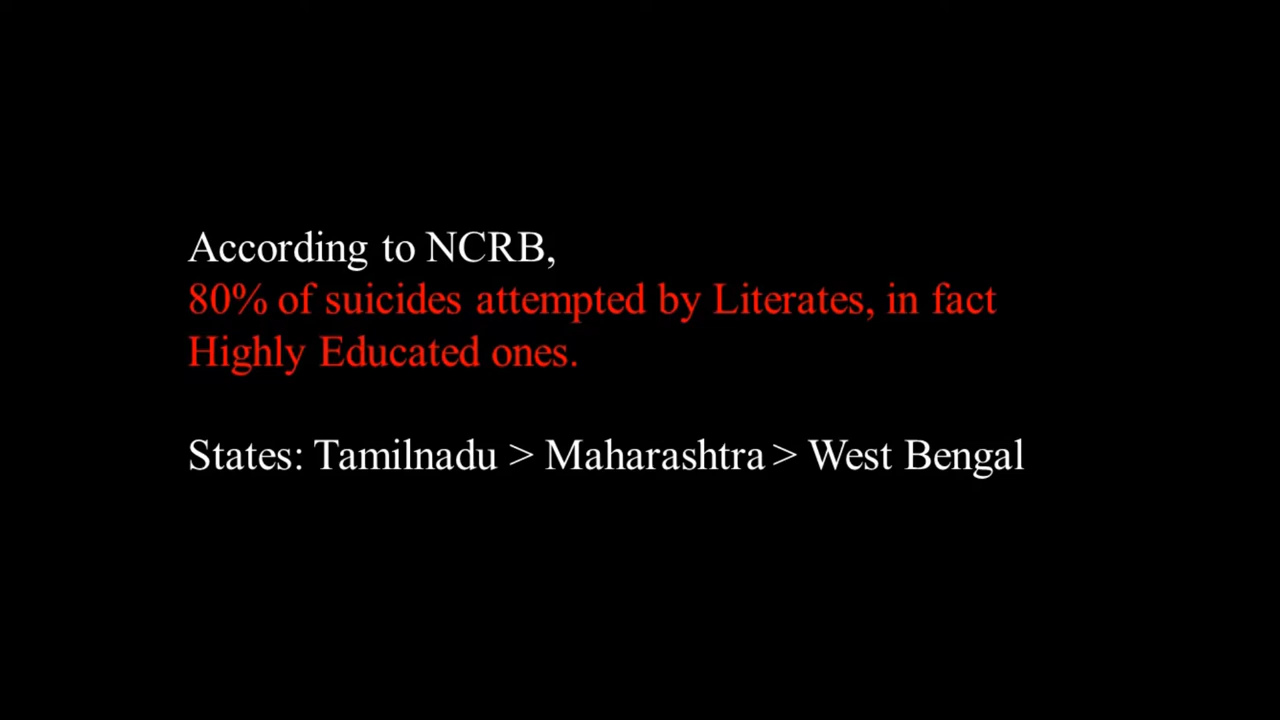 According to NCRB,
80% of suicides attempted by Literates, in fact
Highly Educated ones.
States: Tamilnadu > Maharashtra > West Bengal